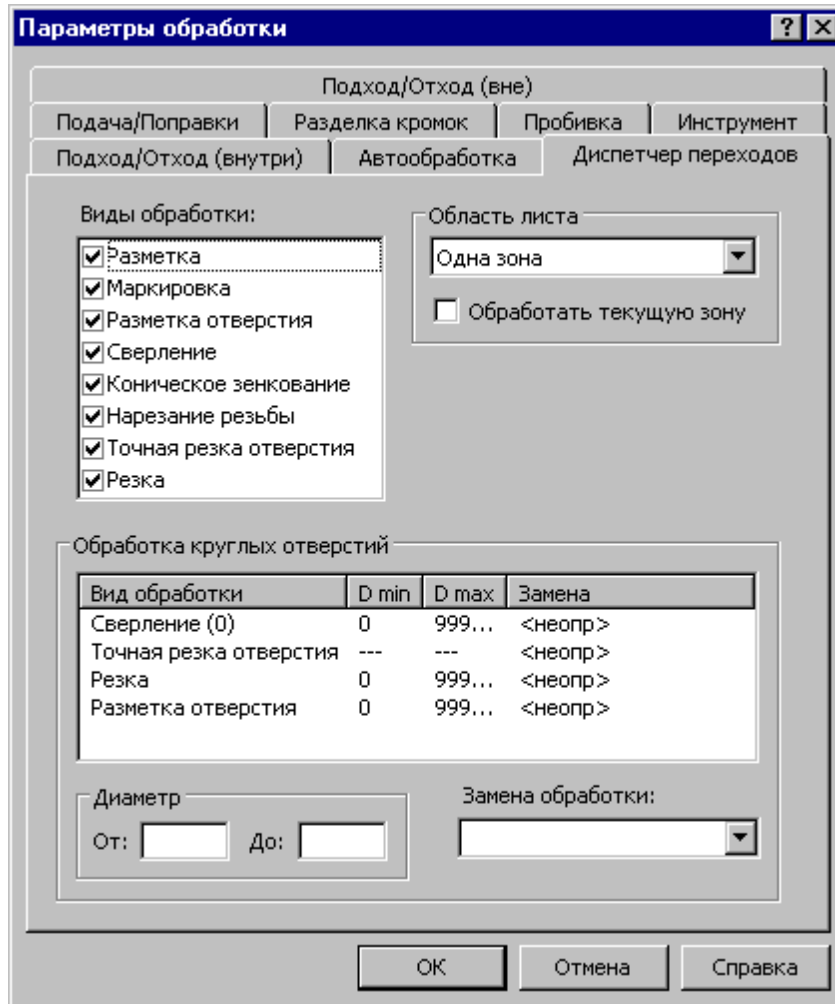 Параметры обработки
Подход/Отход (вне)
Подача/Поправки Разделка кромок Пробивка Инструмент
Подход/Отход (внутри) Автообработка Диспетчер переходов
Виды обработки:
Разметка
Маркировка
Разметка отверстия
Сверление
Коническое зенкование
Нарезание резьбы
Точная резка отверстия
Резка
Область листа
Одна зона
Обработать текущую зону
Обработка круглых отверстий
Вид обработки D min D max Замена
Сверление (0) 0 999... <неопр>
Точная резка отверстия --- --- <неопр>
Резка 0 999... <неопр>
Разметка отверстия 0 999... <неопр>
Диаметр
От: До:
Замена обработки:
ОК Отмена Справка